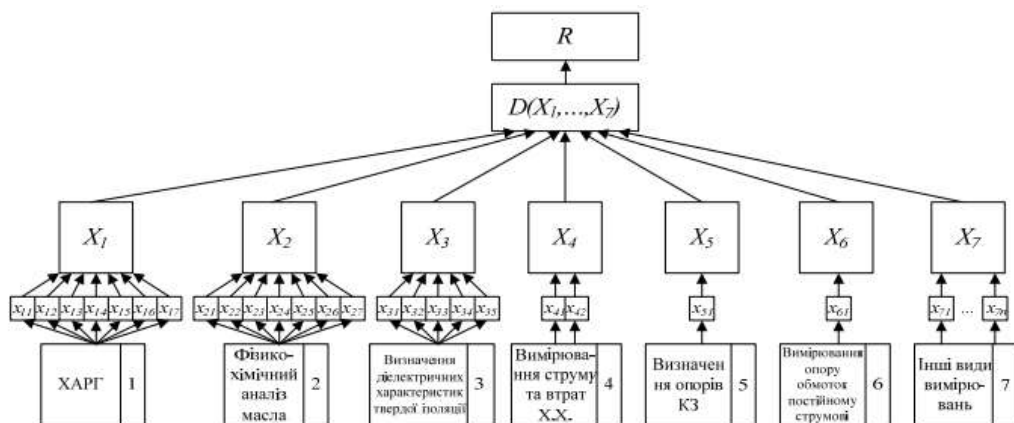 R
D(X₁,…,X₇)
X₁ X₂ X₃ X₄ X₅ X₆ X₇
x₁₁ x₁₂ x₁₃ x₁₄ x₁₅ x₁₆ x₁₇ x₂₁ x₂₂ x₂₃ x₂₄ x₂₅ x₂₆ x₂₇ x₃₁ x₃₂ x₃₃ x₃₄ x₃₅ x₄₁ x₄₂ x₅₁ x₆₁ x₇₁ ... x₇ₙ
ХАРГ
1
Фізико-
хімічний
аналіз
масла
2
Визначення
діелектричних
характеристик
твердої ізоляції
3
Вимірюва-
ння струму
та втрат
Х.Х.
4
Визначен
ня опорів
КЗ
5
Вимірювання
опору
обмоток
постійному
струмові
6
Інші види
вимірю-
вань
7